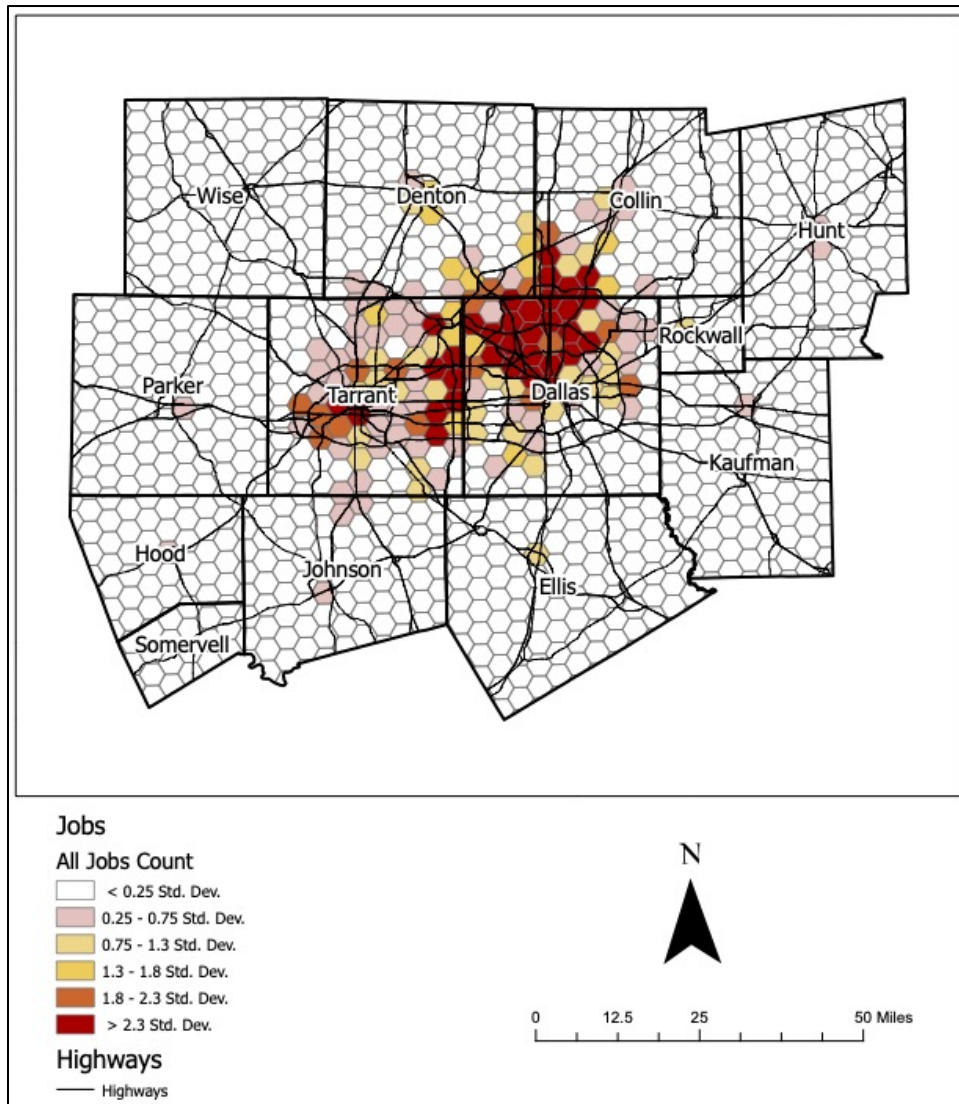 Wise
Denton
Collin
Hunt
Rockwall
Parker
Tarrant
Dallas
Kaufman
Hood
Johnson
Ellis
Somervell
Jobs
All Jobs Count
< 0.25 Std. Dev.
0.25 - 0.75 Std. Dev.
0.75 - 1.3 Std. Dev.
1.3 - 1.8 Std. Dev.
1.8 - 2.3 Std. Dev.
> 2.3 Std. Dev.
Highways
Highways
N
0 12.5 25 50 Miles